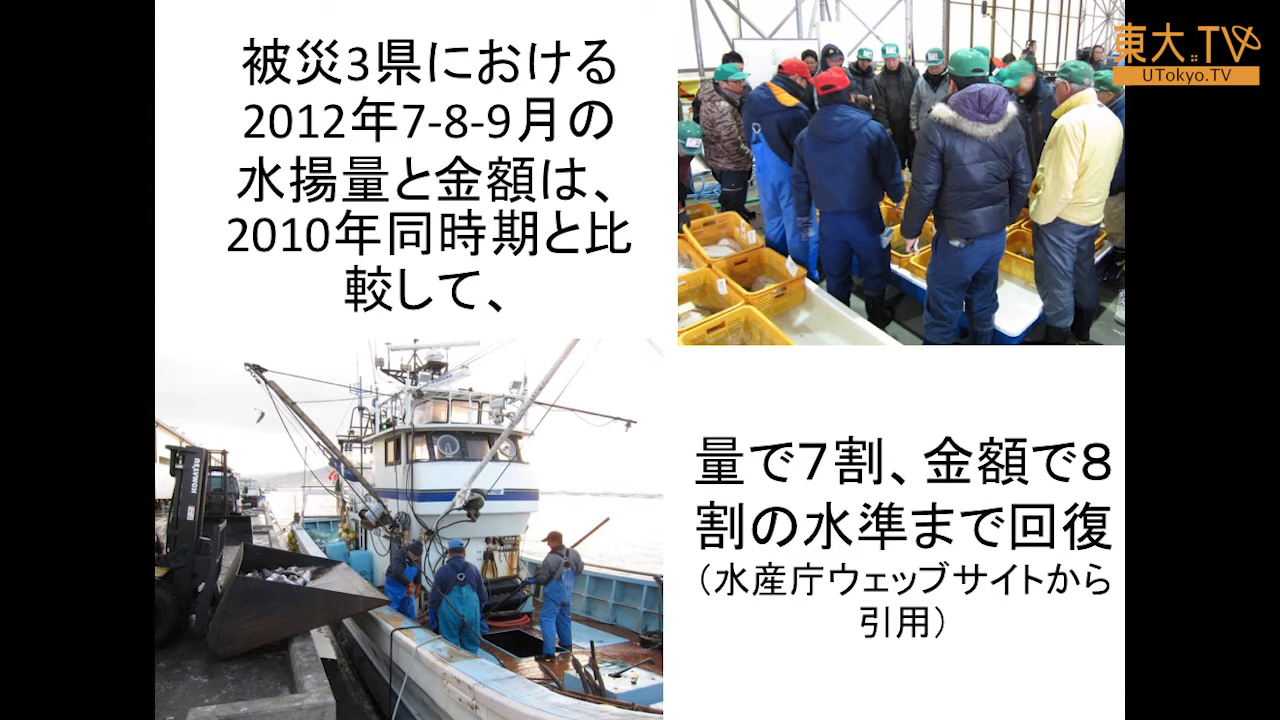 被災3県における
2012年7-8-9月の
水揚量と金額は、
2010年同時期と比
較して、
東大.TV
UTokyo.TV
量で７割、金額で８
割の水準まで回復
（水産庁ウェッブサイトから
引用）
KOMATSU